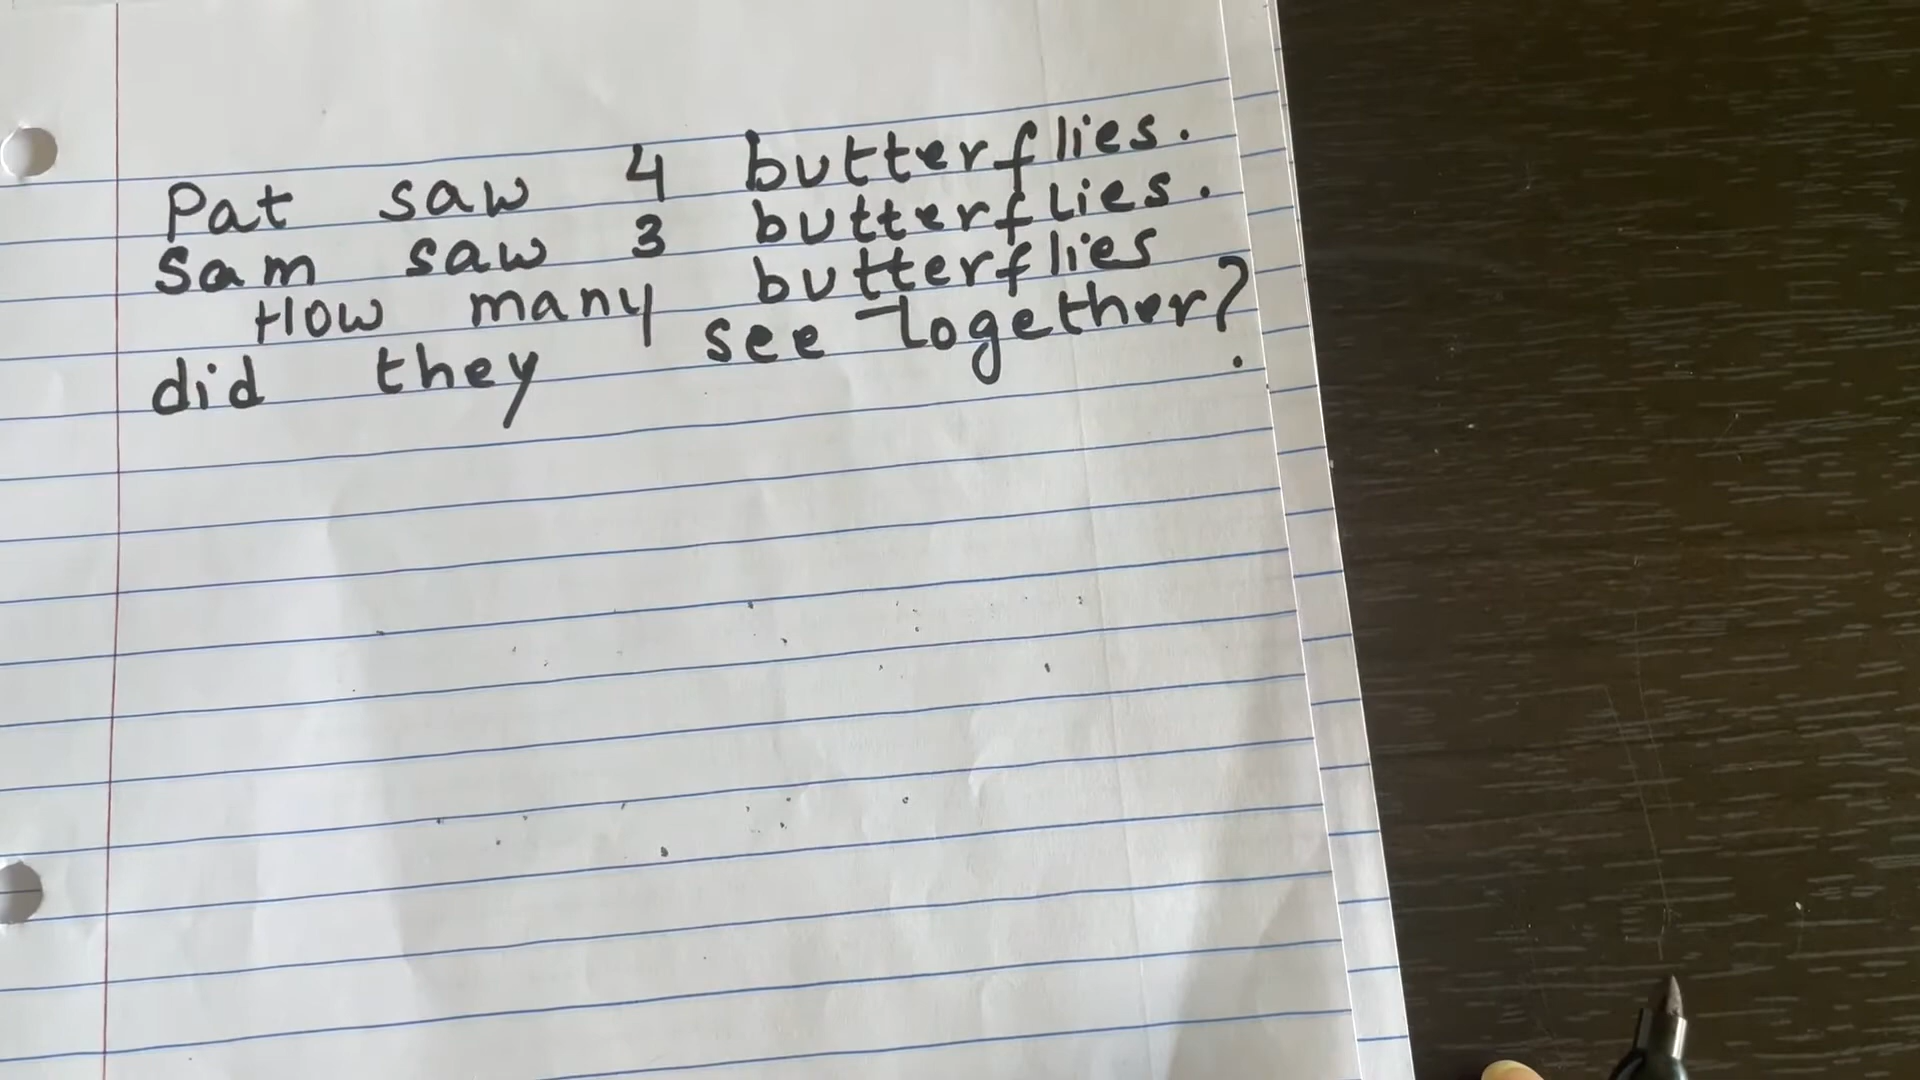 Pat saw 4 butterflies.
Sam saw 3 butterflies.
How many butterflies
did they see together?